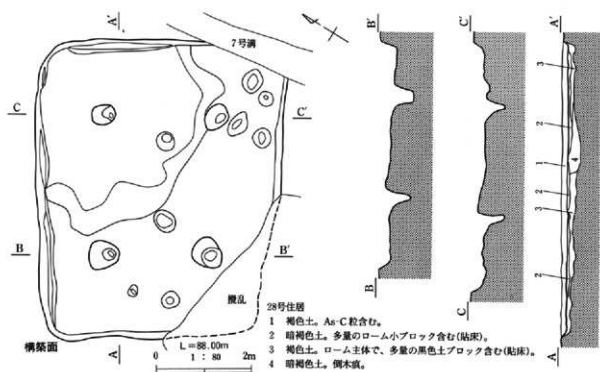 A'
7号溝
C
C'
B
B'
攪乱
構築面
A
L=88.00m
0 1:80 2m
28号住居
1 褐色土。As-C粒含む。
2 暗褐色土。多量のローム小ブロック含む(貼床)。
3 褐色土。ローム主体で、多量の黒色土ブロック含む(貼床)。
4 暗褐色土。倒木痕。
B'
B
C'
C
A'
3
2
4
1
2
3
2
A